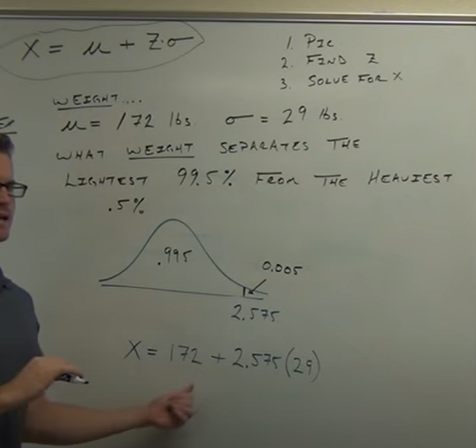 X = μ + Z·σ
1. PIC
2. FIND Z
3. SOLVE FOR X
WEIGHT....
μ = 172 lbs. σ = 29 lbs.
WHAT WEIGHT SEPARATES THE
LIGHTEST 99.5% FROM THE HEAVIEST
.5%
.995
0.005
2.575
X = 172 + 2.575(29)